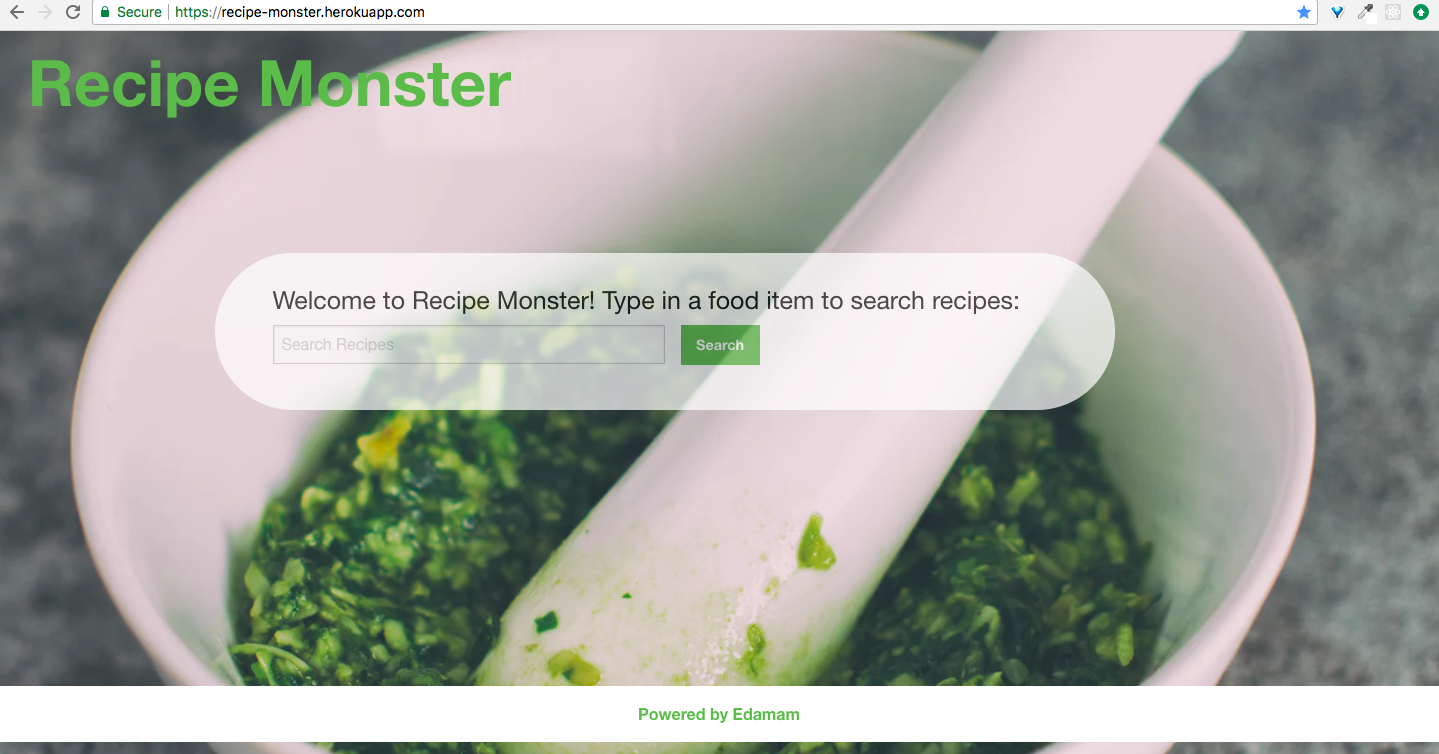 Secure https://recipe-monster.herokuapp.com
Recipe Monster
Welcome to Recipe Monster! Type in a food item to search recipes:
Search Recipes
Search
Powered by Edamam